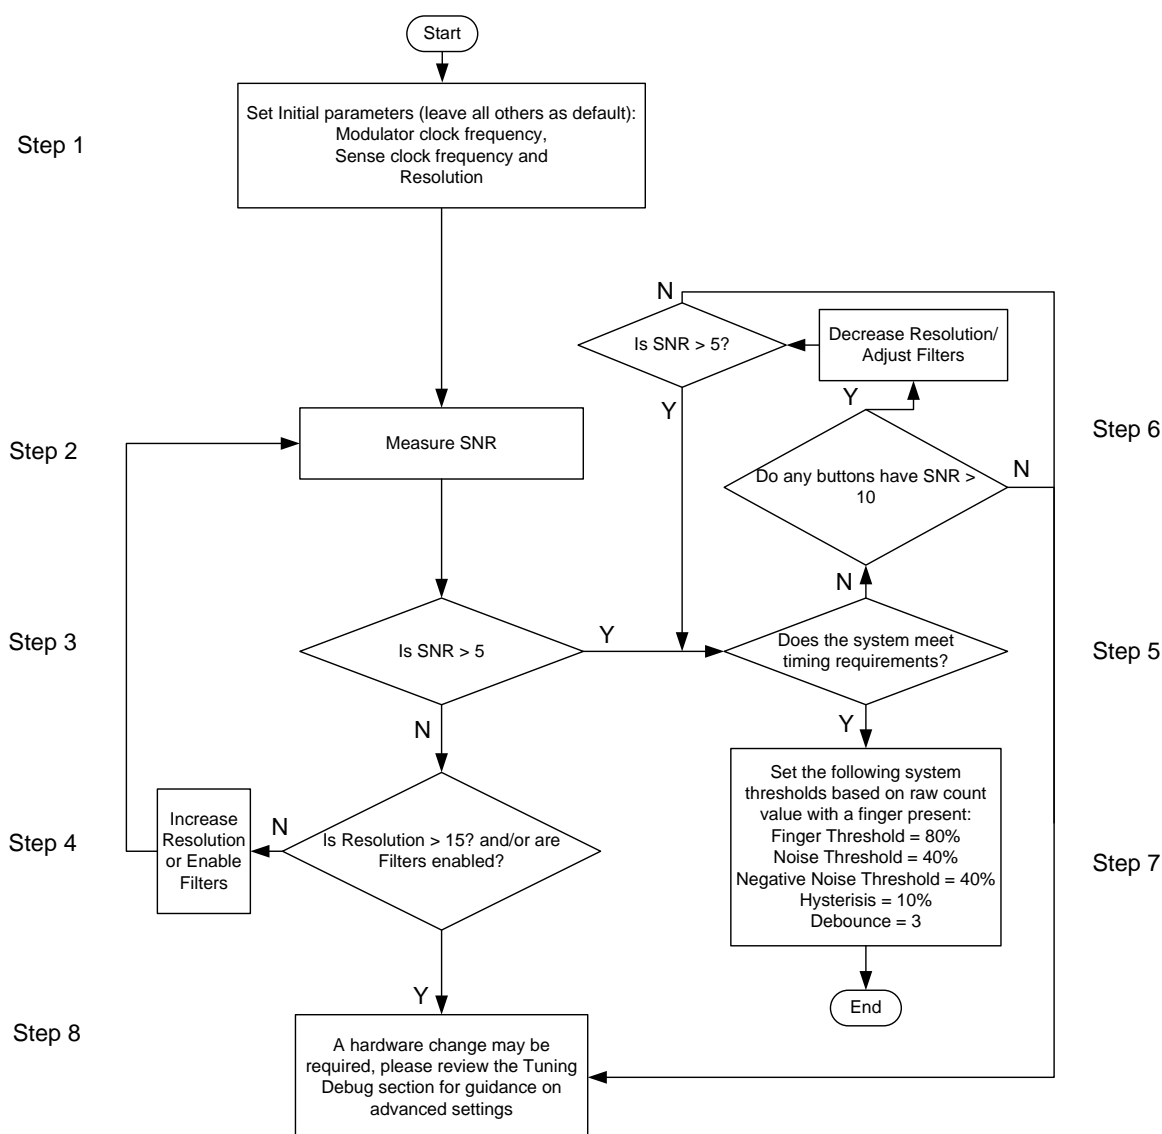 Start
Step 1
Set Initial parameters (leave all others as default):
Modulator clock frequency,
Sense clock frequency and
Resolution
N
Is SNR > 5?
Decrease Resolution/
Adjust Filters
Y
Y
Step 6
Step 2
Measure SNR
Do any buttons have SNR >
10
N
N
Step 3
Is SNR > 5
Y
Does the system meet
timing requirements?
Step 5
N
Y
Step 4
Increase
Resolution
or Enable
Filters
N
Is Resolution > 15? and/or are
Filters enabled?
Set the following system
thresholds based on raw count
value with a finger present:
Finger Threshold = 80%
Noise Threshold = 40%
Negative Noise Threshold = 40%
Hysterisis = 10%
Debounce = 3
Step 7
Y
End
Step 8
A hardware change may be
required, please review the Tuning
Debug section for guidance on
advanced settings